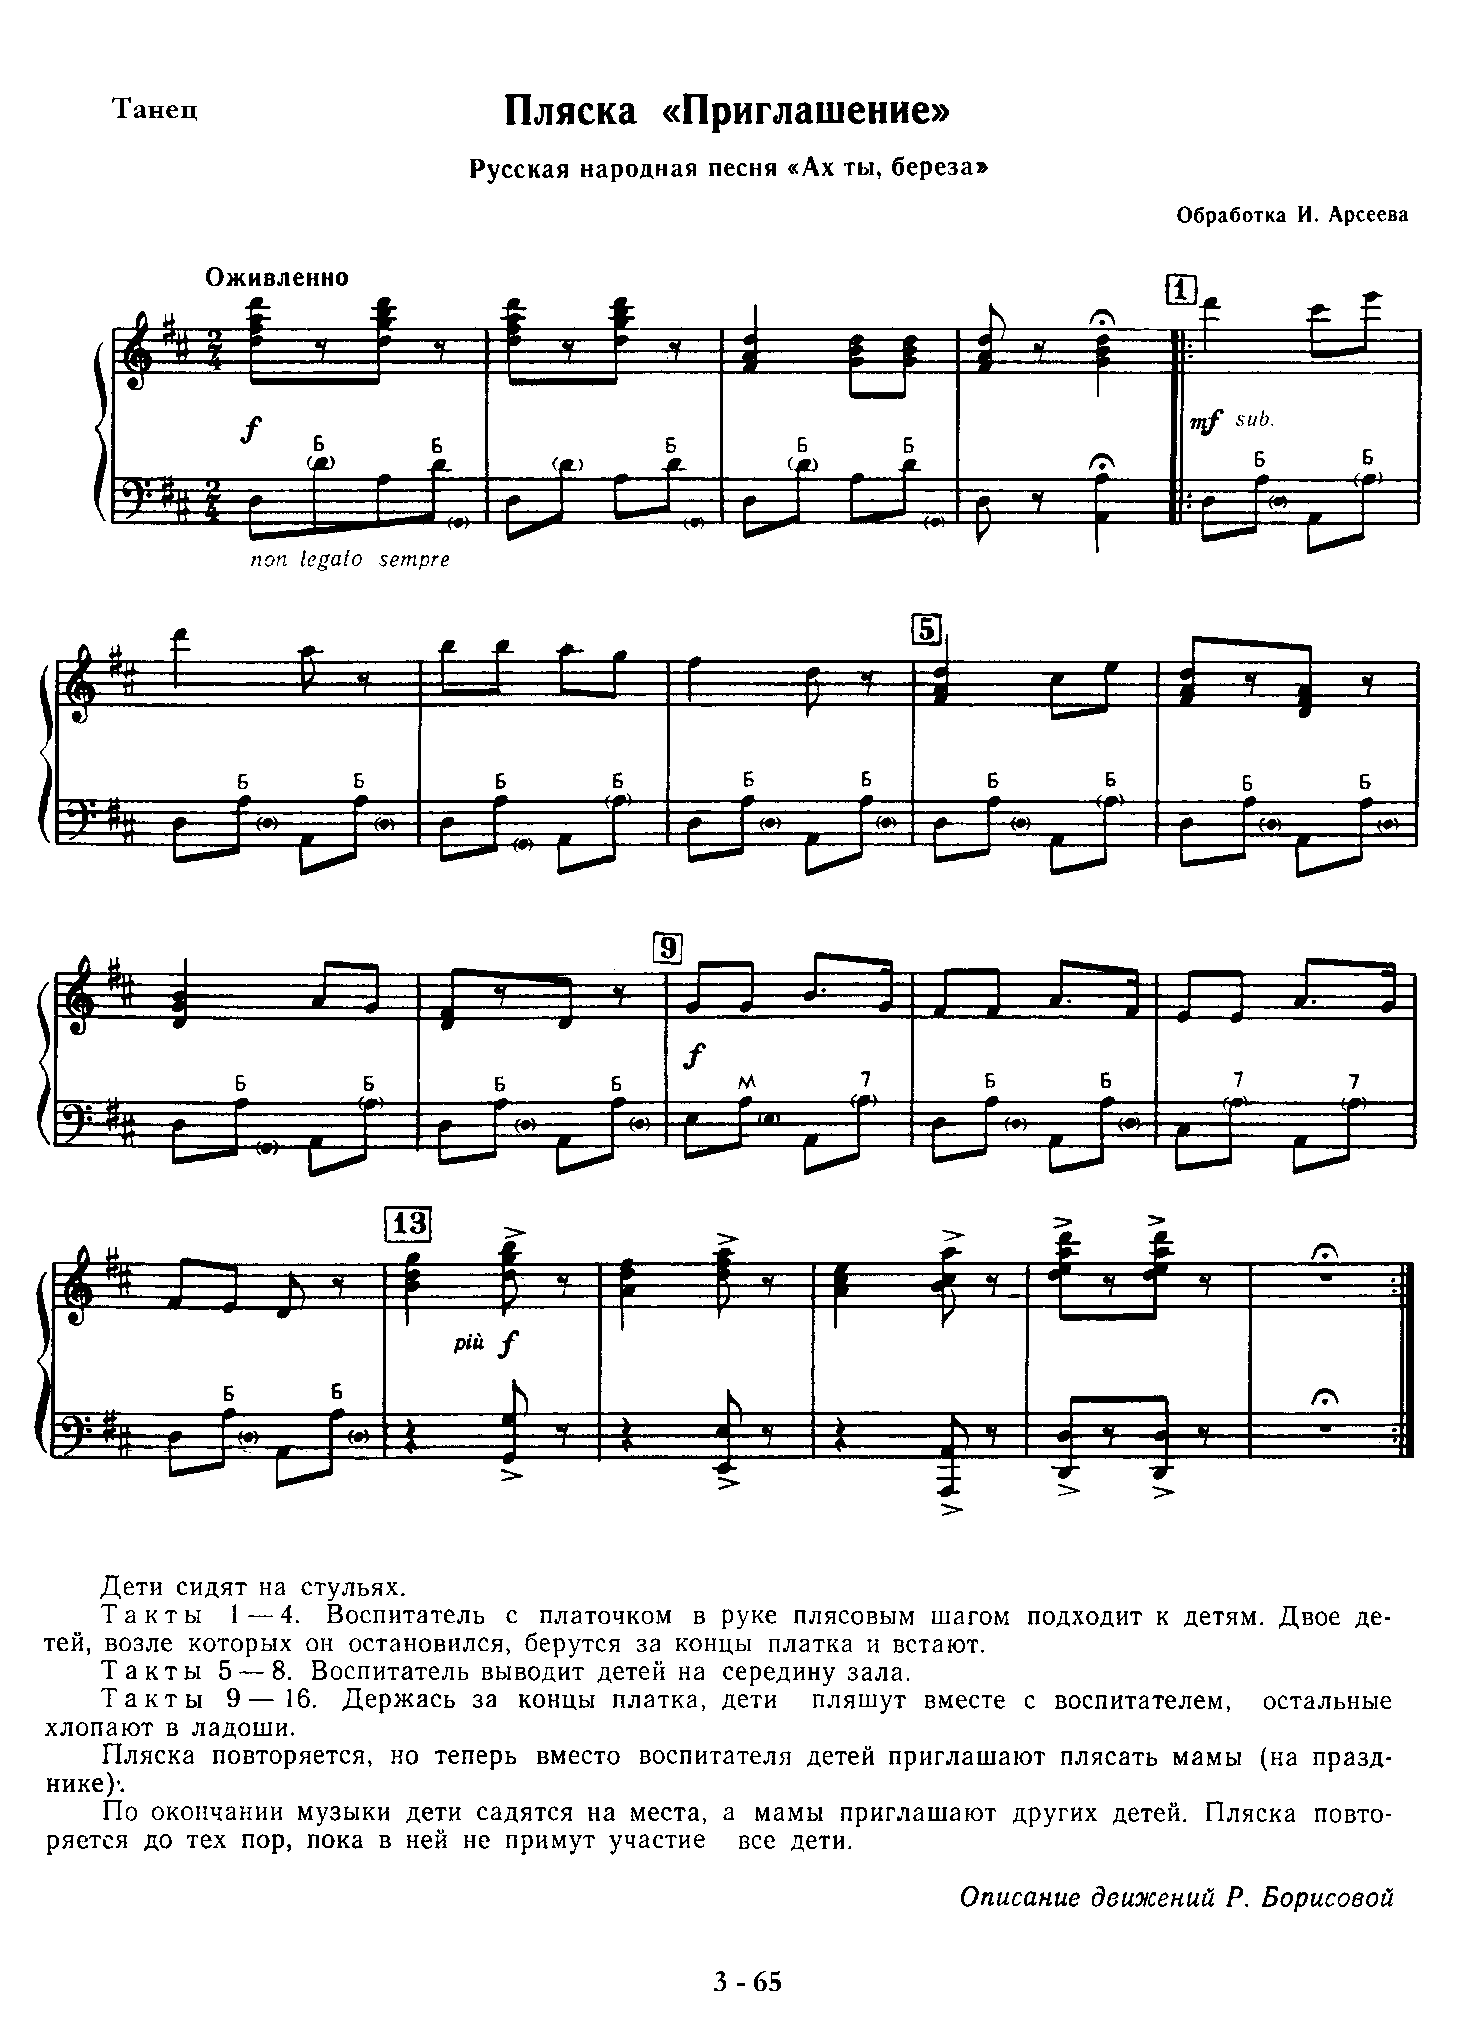 Танец
Пляска «Приглашение»
Русская народная песня «Ах ты, береза»
Обработка И. Арсеева
Оживленно
1
f
mf sub.
Б Б Б Б Б Б Б
non legato sempre
5
Б Б Б Б Б Б Б Б Б Б
9
f
Б Б Б Б М 7 Б Б 7 7
13
più f
Б Б
Дети сидят на стульях.
Такты 1 — 4. Воспитатель с платочком в руке плясовым шагом подходит к детям. Двое де-
тей, возле которых он остановился, берутся за концы платка и встают.
Такты 5 — 8. Воспитатель выводит детей на середину зала.
Такты 9 — 16. Держась за концы платка, дети пляшут вместе с воспитателем, остальные
хлопают в ладоши.
Пляска повторяется, но теперь вместо воспитателя детей приглашают плясать мамы (на празд-
нике).
По окончании музыки дети садятся на места, а мамы приглашают других детей. Пляска повто-
ряется до тех пор, пока в ней не примут участие все дети.
Описание движений Р. Борисовой
3 - 65